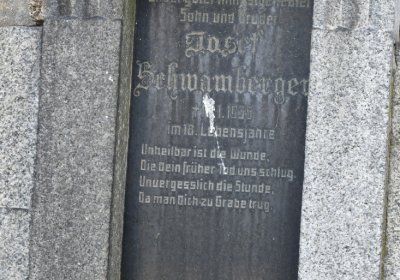 Sohn und Bruder
Josef
Schwamberger
im 18. Lebensjahre
Unheilbar ist die Wunde,
Die Dein früher Tod uns schlug.
Unvergesslich die Stunde,
Da man Dich zu Grabe trug.